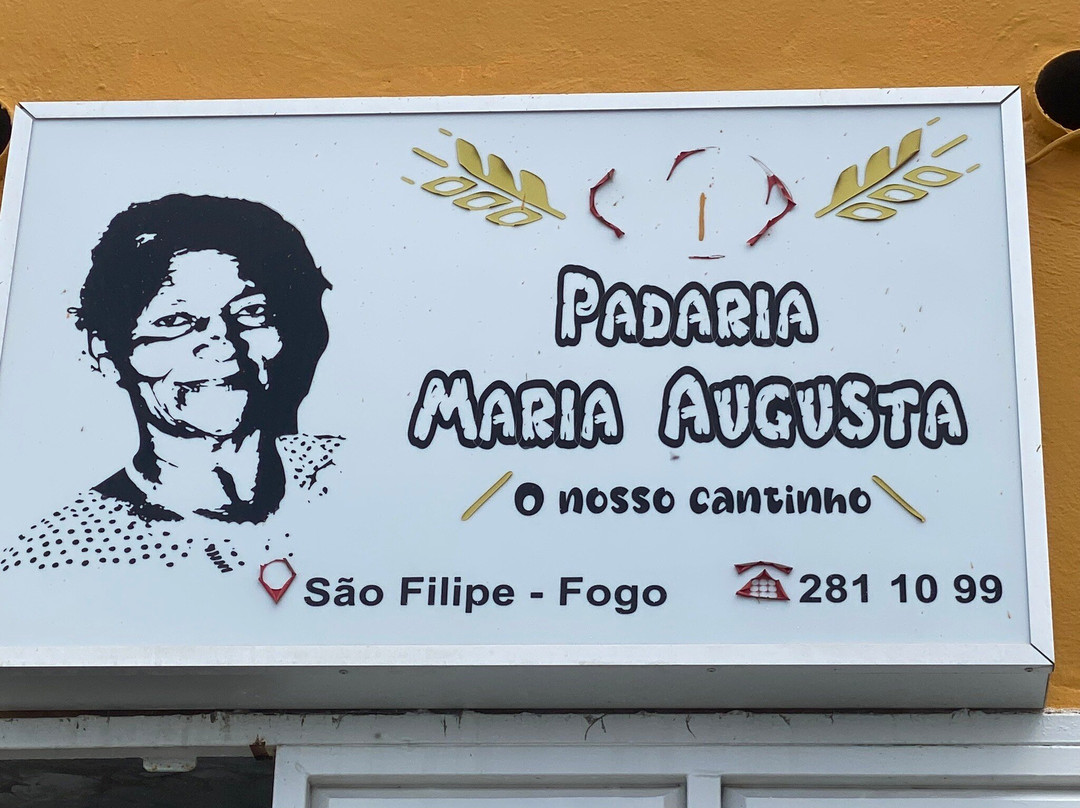 PADARIA
MARIA AUGUSTA
O nosso cantinho
São Filipe - Fogo
281 10 99